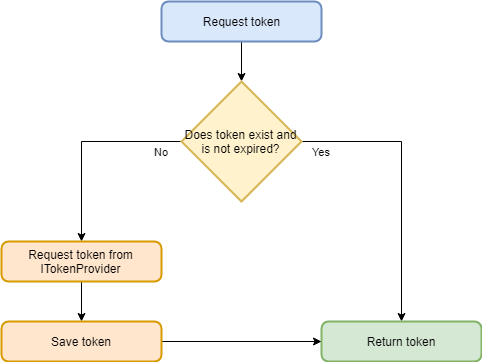 Request token
Does token exist and
is not expired?
No
Yes
Request token from
ITokenProvider
Save token
Return token